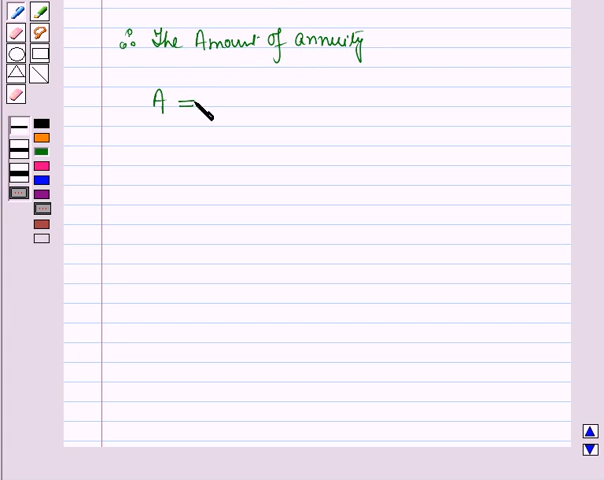 ∴ The Amount of annuity
A =